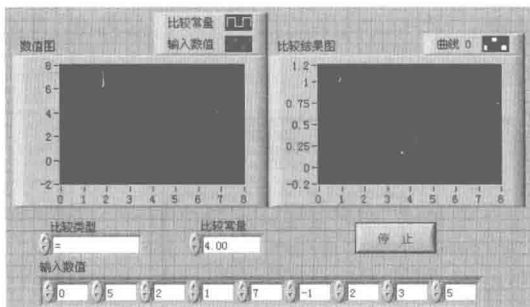 比较常量
输入数值
数值图
8
6
4
2
0
-2
0 1 2 3 4 5 6 7 8
比较结果图
曲线 0
1.2
1
0.75
0.5
0.25
0
-0.2
0 1 2 3 4 5 6 7 8
比较类型
=
比较常量
4.00
停 止
输入数值
0 5 2 1 7 -1 2 3 5